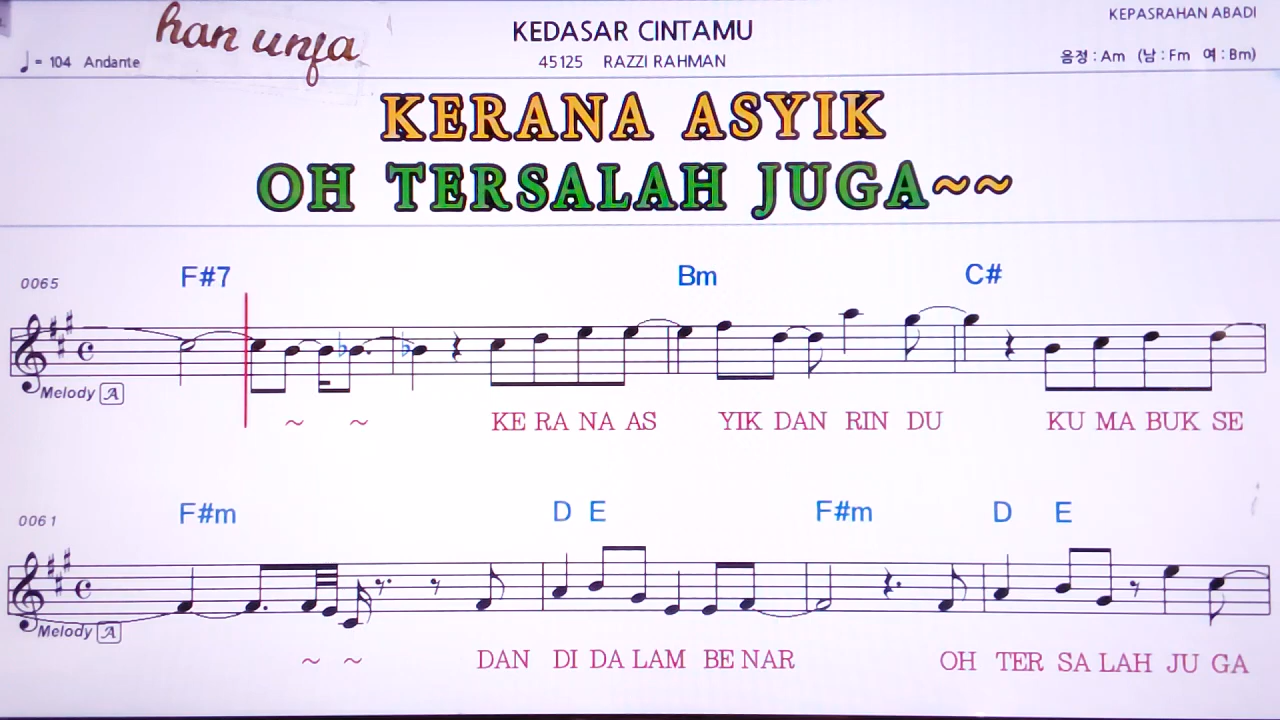 han unfa
KEDASAR CINTAMU
KEPASRAHAN ABADI
♩ = 104 Andante
45125 RAZZI RAHMAN
음정 : Am (남 : Fm 여 : Bm)
KERANA ASYIK
OH TERSALAH JUGA~~
0065 F#7 Bm C#
Melody A
~ ~ KE RA NA AS YIK DAN RIN DU KU MA BUK SE
0061 F#m D E F#m D E
Melody A
~ ~ DAN DI DA LAM BE NAR OH TER SA LAH JU GA